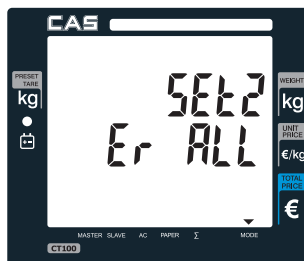 CAS
PRESET
TARE
kg
SEt2
Er ALL
WEIGHT
kg
UNIT
PRICE
€/kg
TOTAL
PRICE
€
MASTER SLAVE AC PAPER Σ MODE
CT100